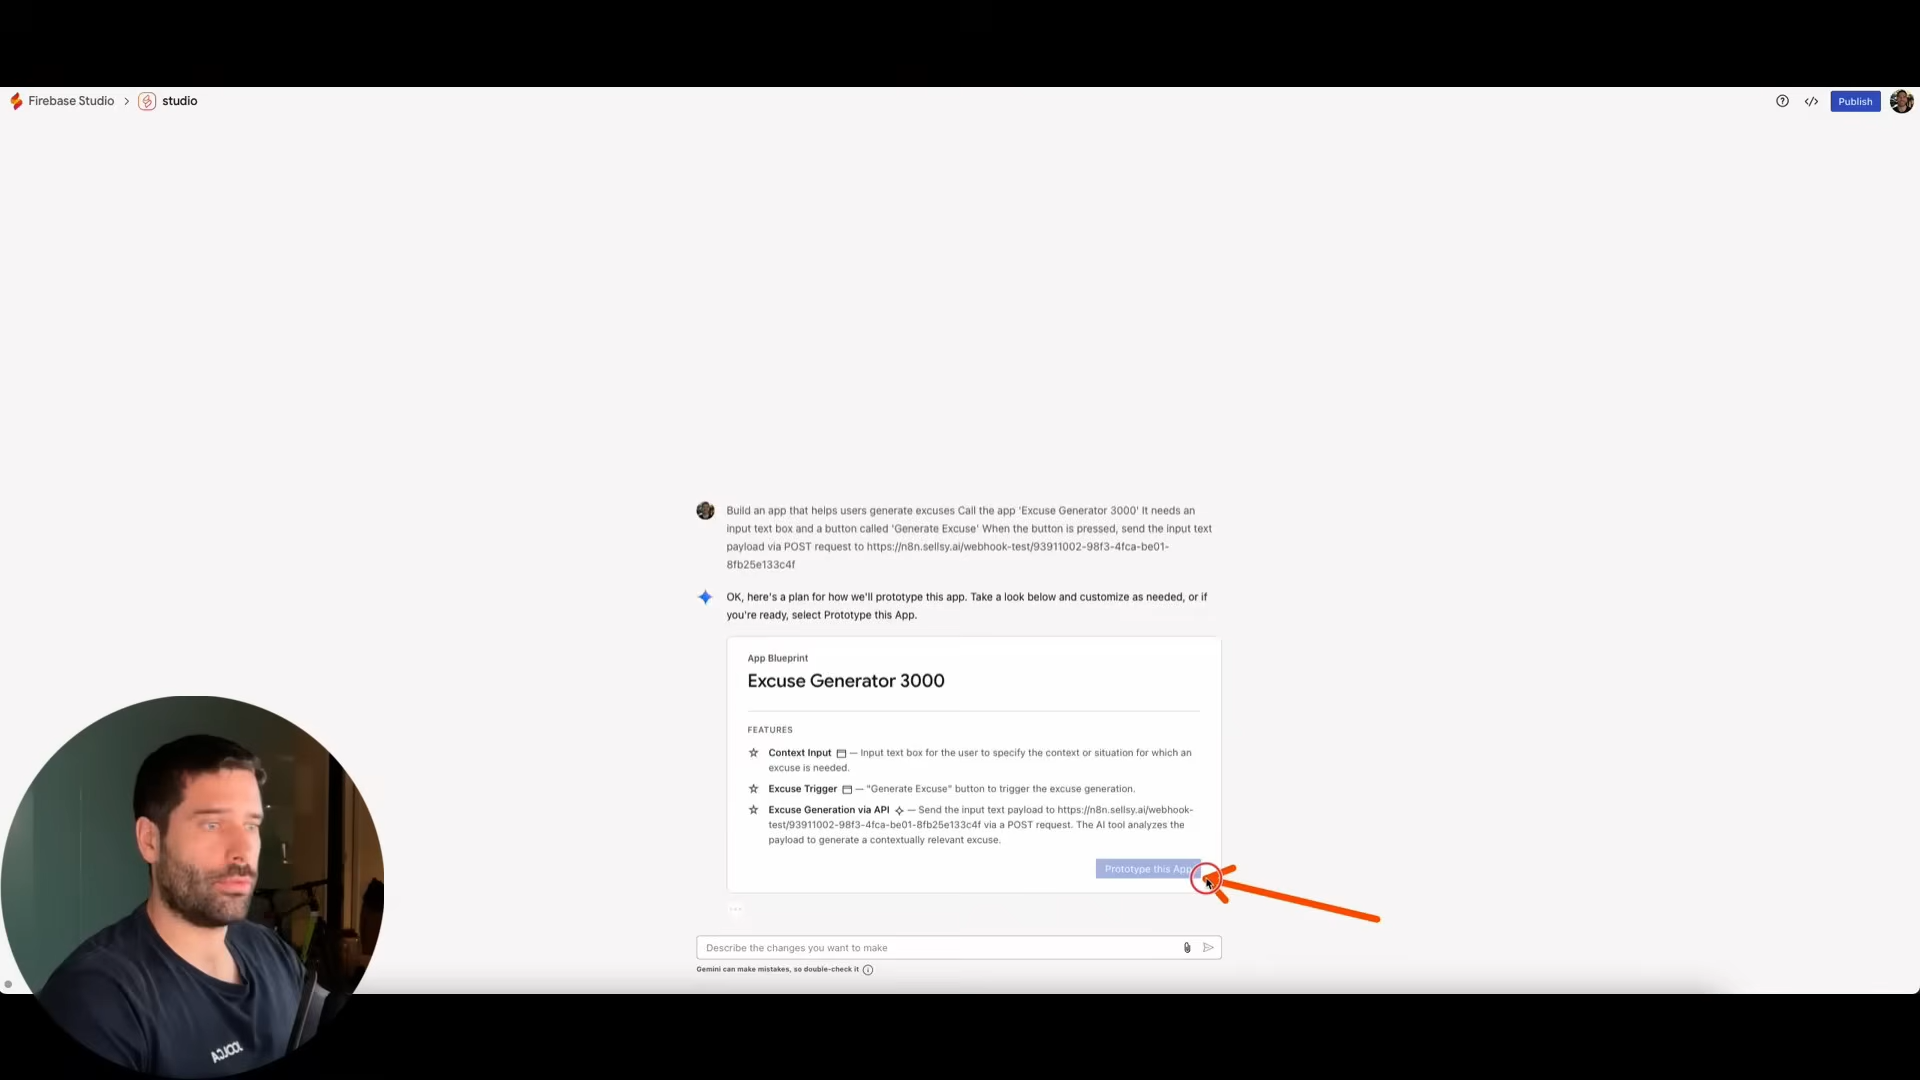 Firebase Studio > studio
Publish
Build an app that helps users generate excuses Call the app 'Excuse Generator 3000' It needs an
input text box and a button called 'Generate Excuse' When the button is pressed, send the input text
payload via POST request to https://n8n.sellsy.ai/webhook-test/93911002-98f3-4fca-be01-
8fb25e133c4f
OK, here's a plan for how we'll prototype this app. Take a look below and customize as needed, or if
you're ready, select Prototype this App.
App Blueprint
Excuse Generator 3000
FEATURES
Context Input — Input text box for the user to specify the context or situation for which an
excuse is needed.
Excuse Trigger — "Generate Excuse" button to trigger the excuse generation.
Excuse Generation via API — Send the input text payload to https://n8n.sellsy.ai/webhook-
test/93911002-98f3-4fca-be01-8fb25e133c4f via a POST request. The AI tool analyzes the
payload to generate a contextually relevant excuse.
Prototype this App
Describe the changes you want to make
Gemini can make mistakes, so double-check it